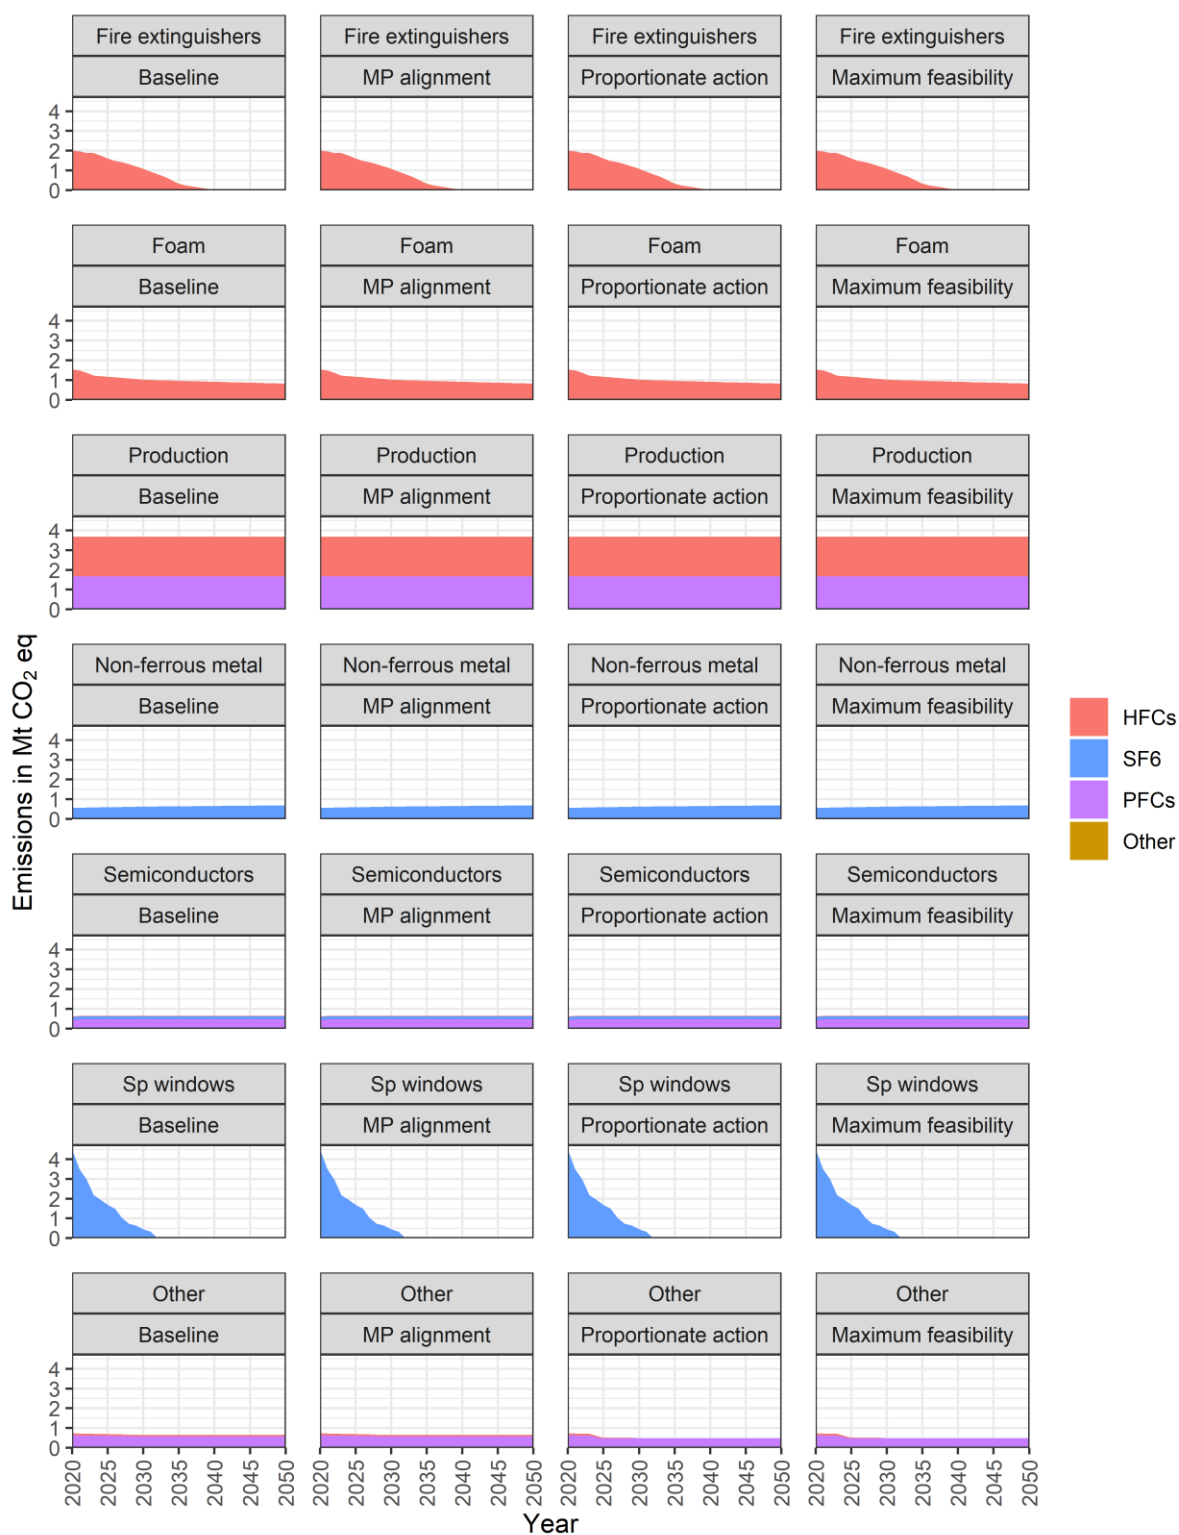 Fire extinguishers Fire extinguishers Fire extinguishers Fire extinguishers
Baseline MP alignment Proportionate action Maximum feasibility
4
3
2
1
0
Foam Foam Foam Foam
Baseline MP alignment Proportionate action Maximum feasibility
4
3
2
1
0
Production Production Production Production
Baseline MP alignment Proportionate action Maximum feasibility
4
3
2
1
0
Emissions in Mt CO₂ eq
Non-ferrous metal Non-ferrous metal Non-ferrous metal Non-ferrous metal
Baseline MP alignment Proportionate action Maximum feasibility
4
3
2
1
0
HFCs
SF6
PFCs
Other
Semiconductors Semiconductors Semiconductors Semiconductors
Baseline MP alignment Proportionate action Maximum feasibility
4
3
2
1
0
Sp windows Sp windows Sp windows Sp windows
Baseline MP alignment Proportionate action Maximum feasibility
4
3
2
1
0
Other Other Other Other
Baseline MP alignment Proportionate action Maximum feasibility
4
3
2
1
0
2020 2025 2030 2035 2040 2045 2050 2020 2025 2030 2035 2040 2045 2050 2020 2025 2030 2035 2040 2045 2050 2020 2025 2030 2035 2040 2045 2050
Year